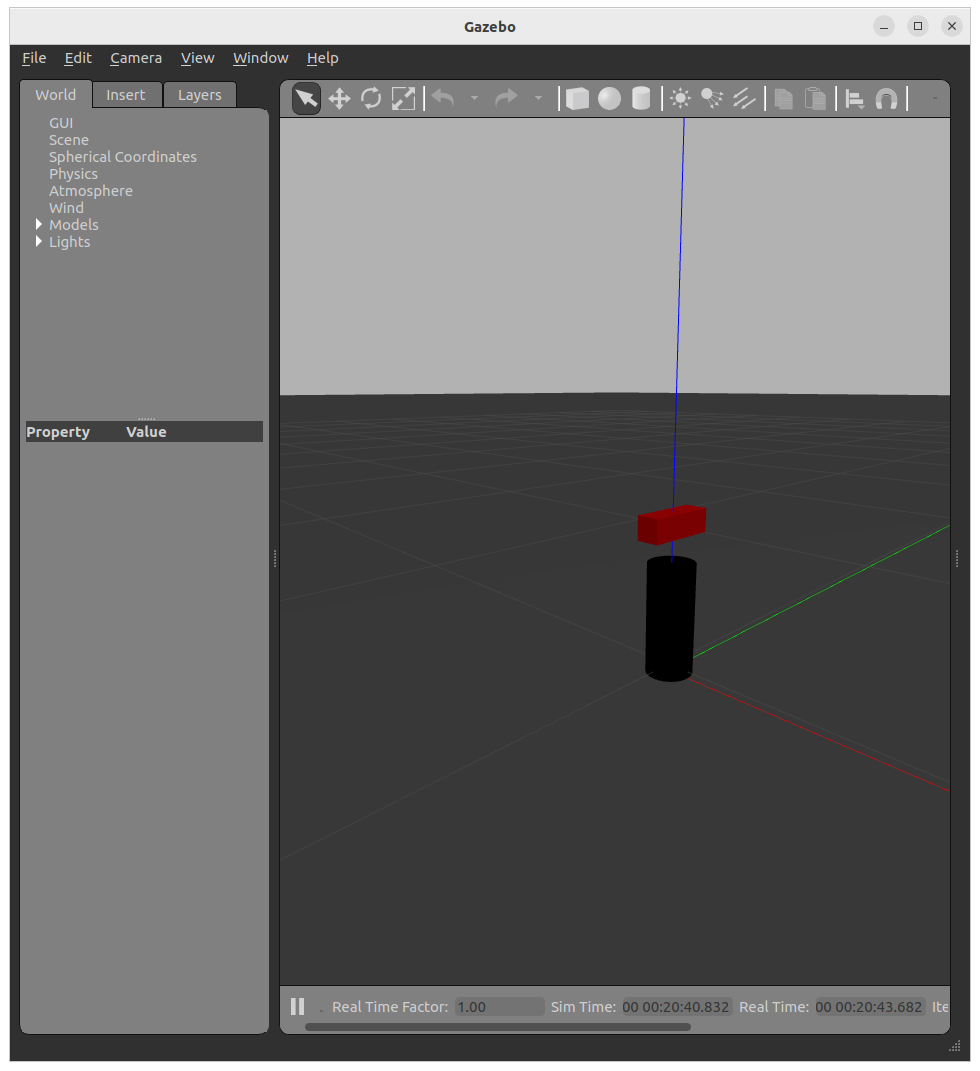 Gazebo
File Edit Camera View Window Help
World Insert Layers
GUI
Scene
Spherical Coordinates
Physics
Atmosphere
Wind
Models
Lights
Property Value
Real Time Factor: 1.00 Sim Time: 00 00:20:40.832 Real Time: 00 00:20:43.682 Ite